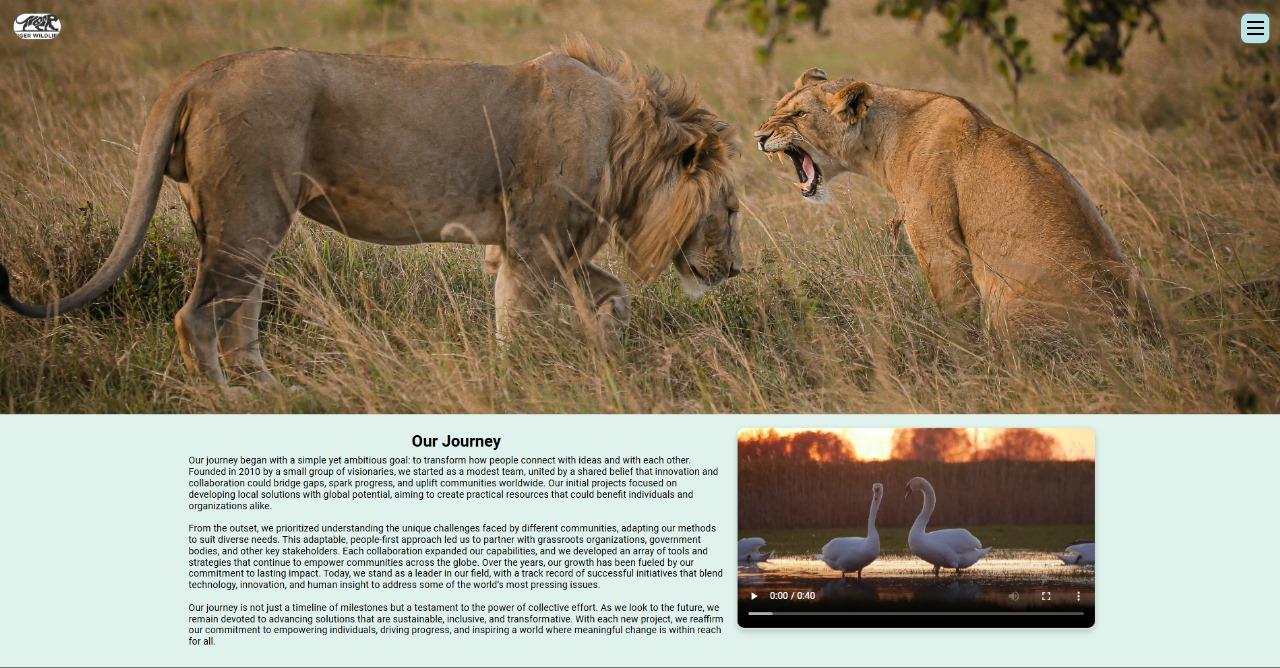 TIGER WILDLIFE
Our Journey
Our journey began with a simple yet ambitious goal: to transform how people connect with ideas and with each other.
Founded in 2010 by a small group of visionaries, we started as a modest team, united by a shared belief that innovation and
collaboration could bridge gaps, spark progress, and uplift communities worldwide. Our initial projects focused on
developing local solutions with global potential, aiming to create practical resources that could benefit individuals and
organizations alike.
From the outset, we prioritized understanding the unique challenges faced by different communities, adapting our methods
to suit diverse needs. This adaptable, people-first approach led us to partner with grassroots organizations, government
bodies, and other key stakeholders. Each collaboration expanded our capabilities, and we developed an array of tools and
strategies that continue to empower communities across the globe. Over the years, our growth has been fueled by our
commitment to lasting impact. Today, we stand as a leader in our field, with a track record of successful initiatives that blend
technology, innovation, and human insight to address some of the world's most pressing issues.
Our journey is not just a timeline of milestones but a testament to the power of collective effort. As we look to the future, we
remain devoted to advancing solutions that are sustainable, inclusive, and transformative. With each new project, we reaffirm
our commitment to empowering individuals, driving progress, and inspiring a world where meaningful change is within reach
for all.
0:00 / 0:40